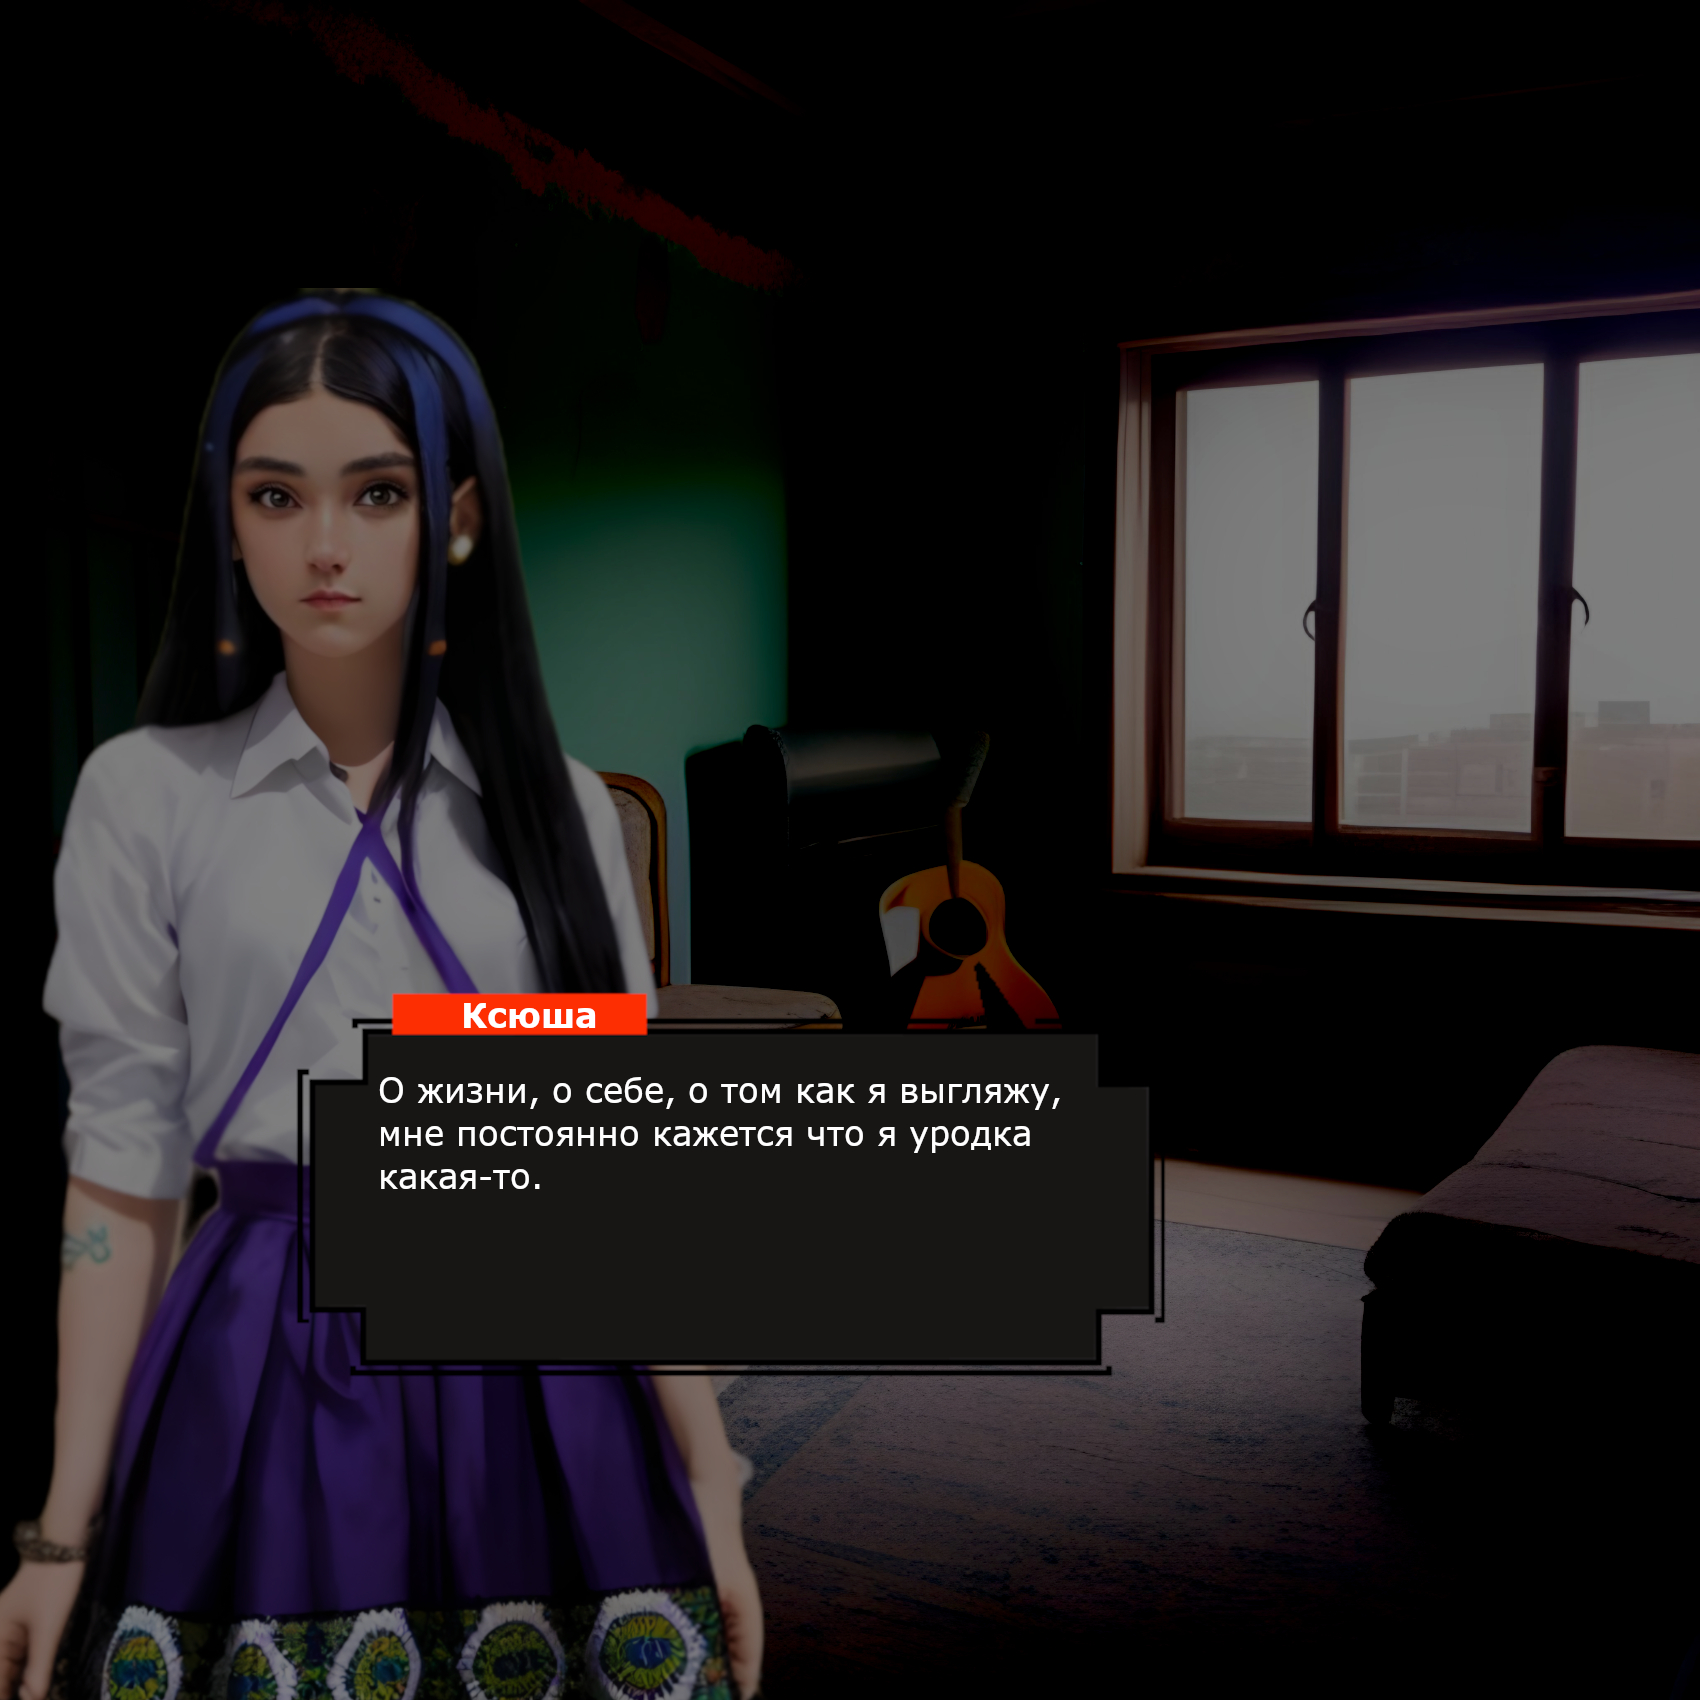 Ксюша
О жизни, о себе, о том как я выгляжу,
мне постоянно кажется что я уродка
какая-то.